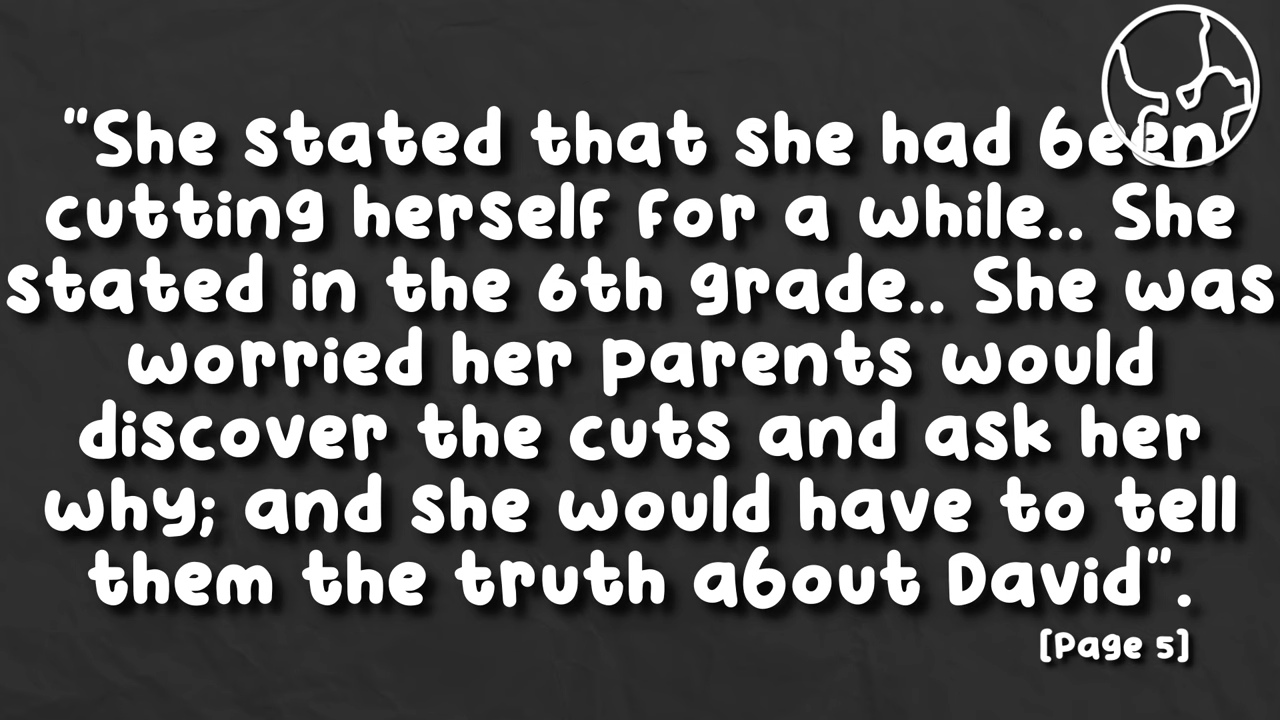 "She stated that she had been
cutting herself for a while.. She
stated in the 6th grade.. She was
worried her parents would
discover the cuts and ask her
why; and she would have to tell
them the truth about David".
[Page 5]